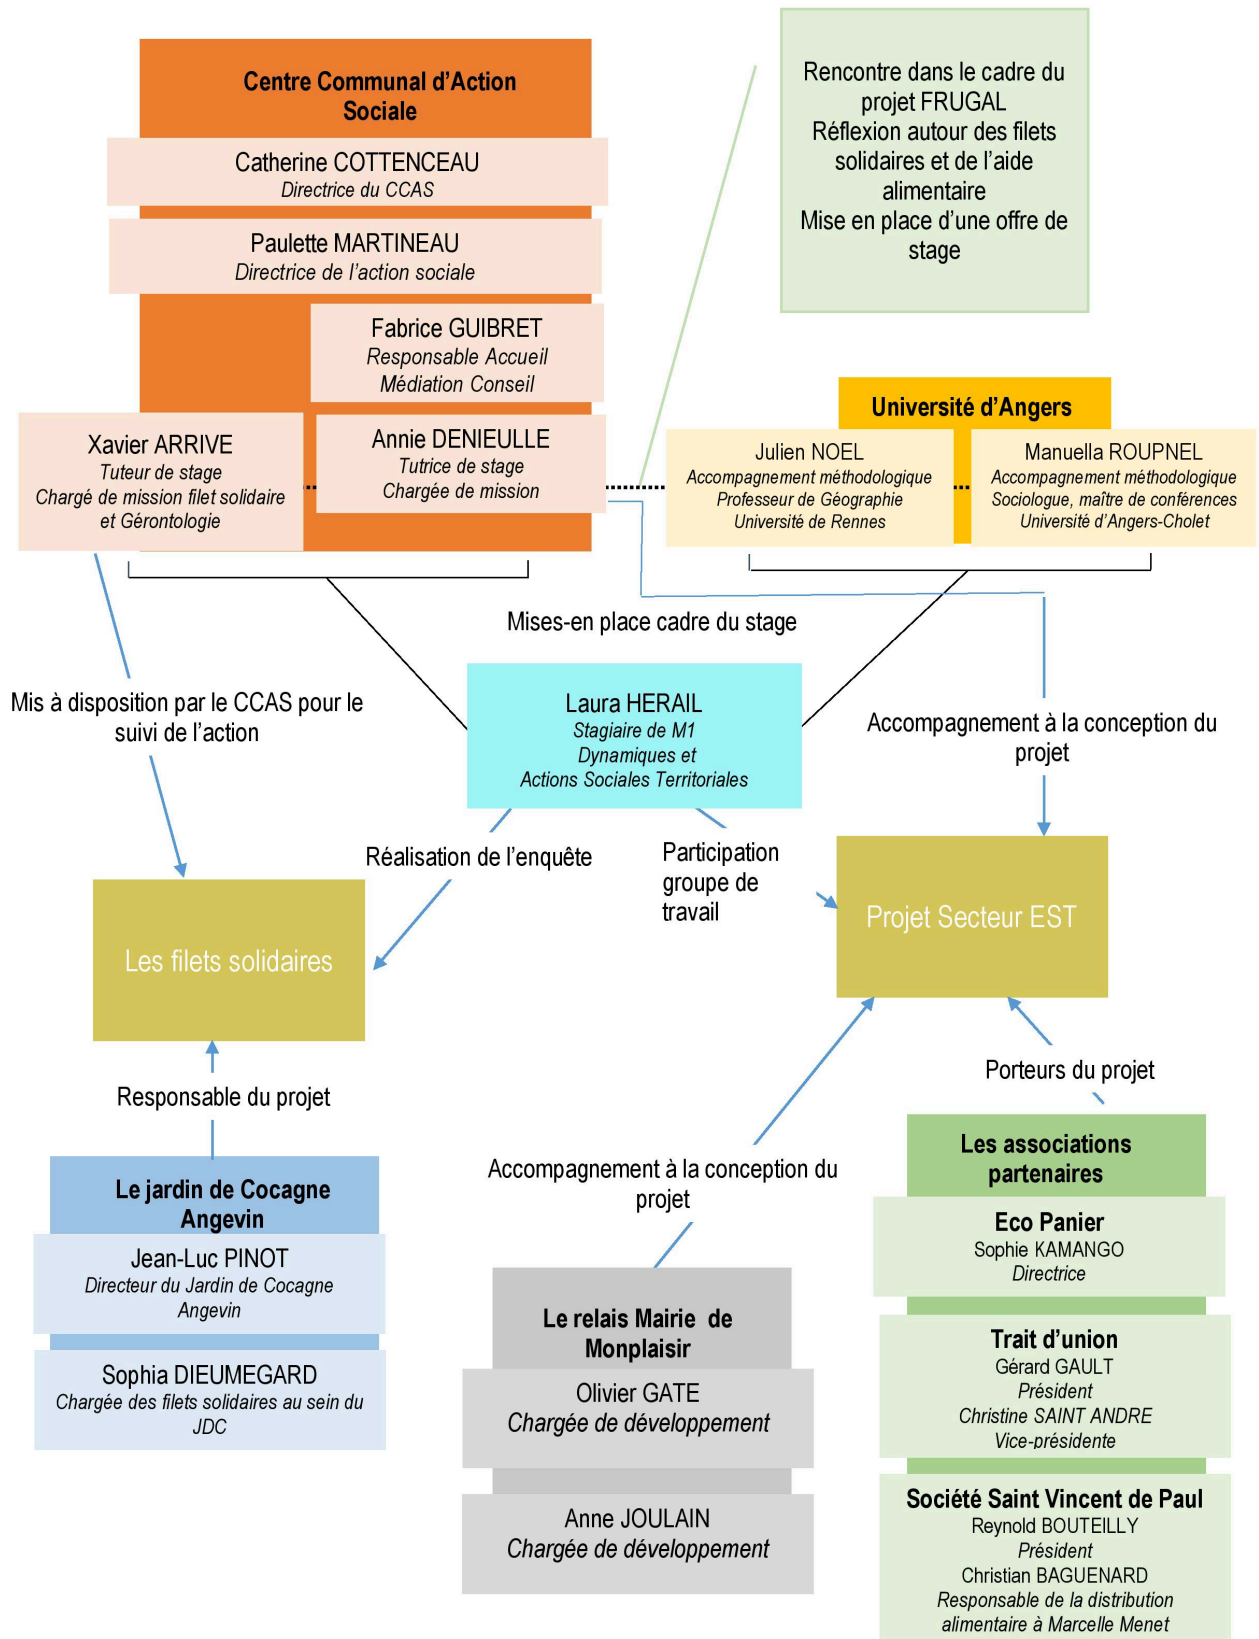 Centre Communal d’Action
Sociale
Catherine COTTENCEAU
Directrice du CCAS
Paulette MARTINEAU
Directrice de l’action sociale
Fabrice GUIBRET
Responsable Accueil
Médiation Conseil
Xavier ARRIVE
Tuteur de stage
Chargé de mission filet solidaire
et Gérontologie
Annie DENIEULLE
Tutrice de stage
Chargée de mission
Rencontre dans le cadre du
projet FRUGAL
Réflexion autour des filets
solidaires et de l’aide
alimentaire
Mise en place d’une offre de
stage
Université d’Angers
Julien NOEL
Accompagnement méthodologique
Professeur de Géographie
Université de Rennes
Manuella ROUPNEL
Accompagnement méthodologique
Sociologue, maître de conférences
Université d’Angers-Cholet
Mises-en place cadre du stage
Mis à disposition par le CCAS pour le
suivi de l’action
Laura HERAIL
Stagiaire de M1
Dynamiques et
Actions Sociales Territoriales
Accompagnement à la conception du
projet
Réalisation de l’enquête
Participation
groupe de
travail
Les filets solidaires
Projet Secteur EST
Responsable du projet
Porteurs du projet
Accompagnement à la conception du
projet
Le jardin de Cocagne
Angevin
Jean-Luc PINOT
Directeur du Jardin de Cocagne
Angevin
Sophia DIEUMEGARD
Chargée des filets solidaires au sein du
JDC
Le relais Mairie  de
Monplaisir
Olivier GATE
Chargée de développement
Anne JOULAIN
Chargée de développement
Les associations
partenaires
Eco Panier
Sophie KAMANGO
Directrice
Trait d’union
Gérard GAULT
Président
Christine SAINT ANDRE
Vice-présidente
Société Saint Vincent de Paul
Reynold BOUTEILLY
Président
Christian BAGUENARD
Responsable de la distribution
alimentaire à Marcelle Menet